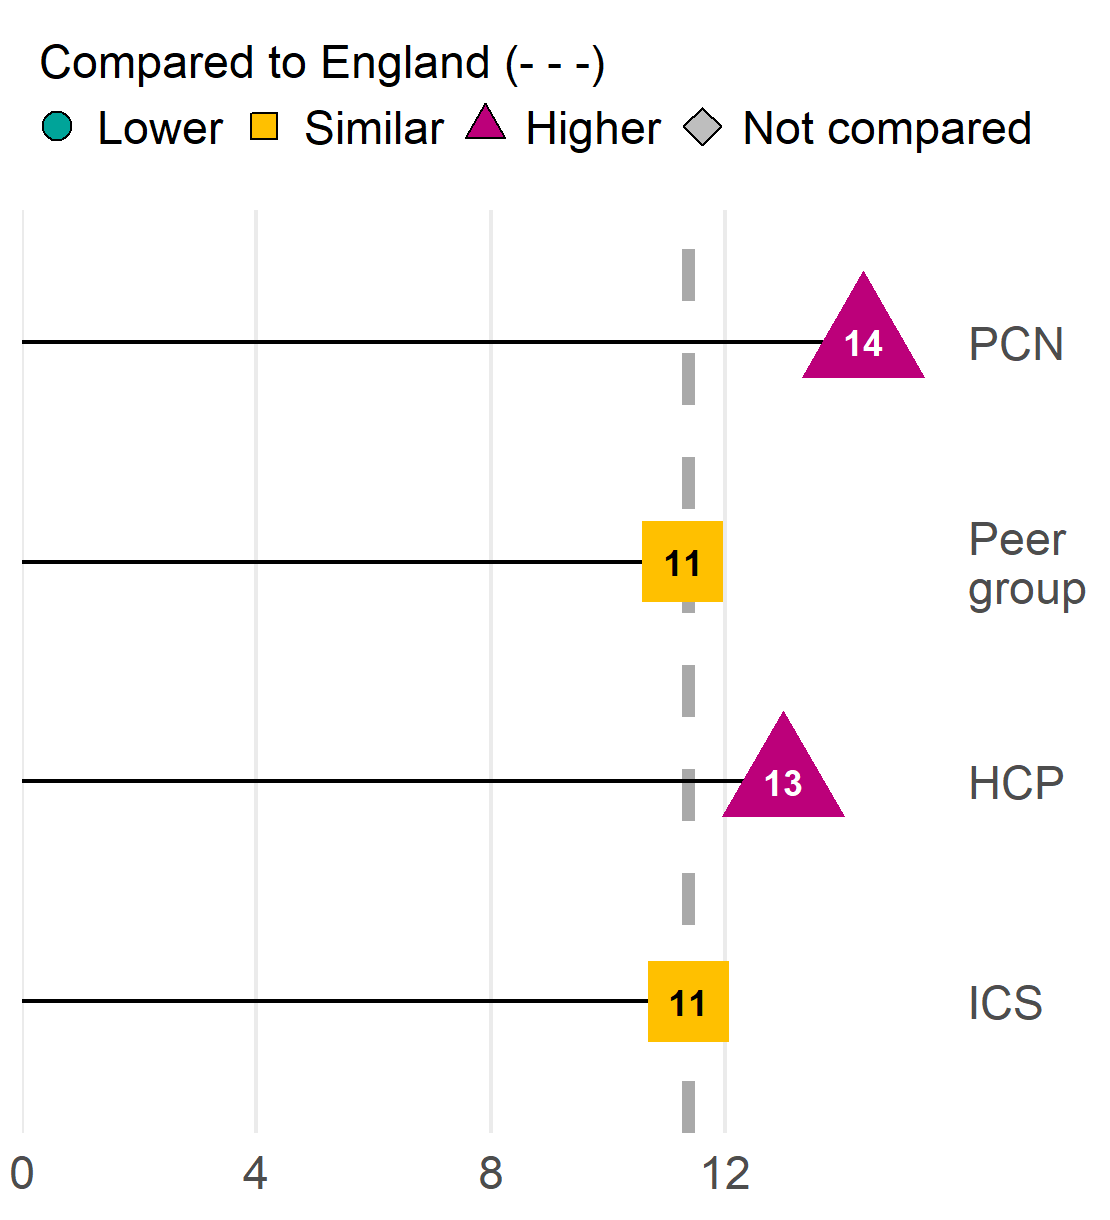 Compared to England (- - -)
Lower Similar Higher Not compared
14 PCN
Peer
11
group
13 HCP
11 ICS
0 4 8 12